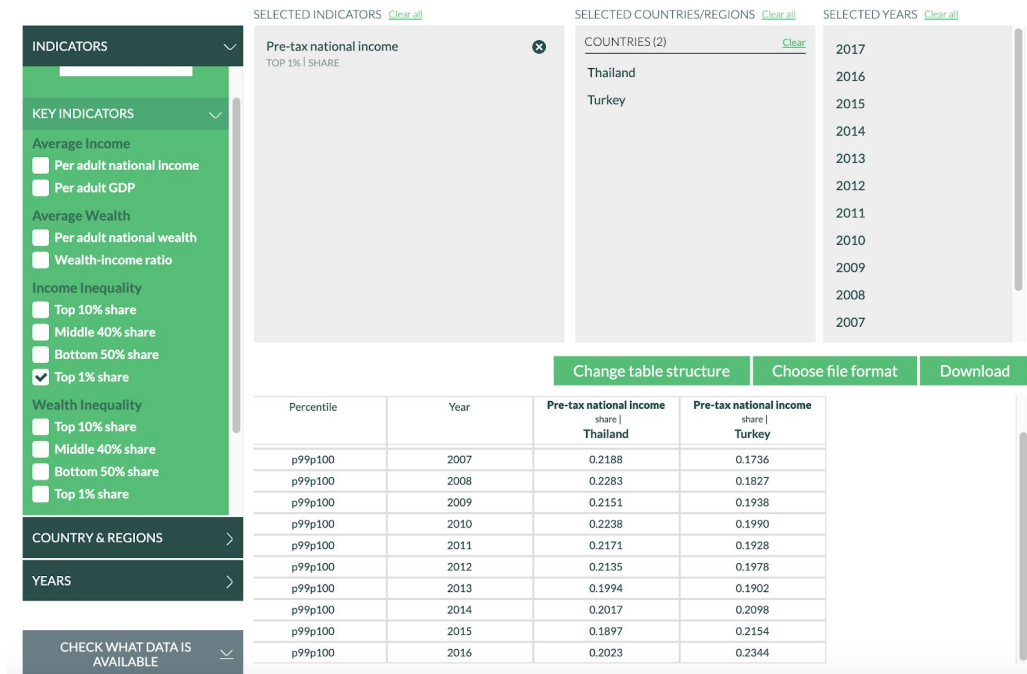 SELECTED INDICATORS Clear all
SELECTED COUNTRIES/REGIONS Clear all
SELECTED YEARS Clear all
INDICATORS
KEY INDICATORS
Average Income
Per adult national income
Per adult GDP
Average Wealth
Per adult national wealth
Wealth-income ratio
Income Inequality
Top 10% share
Middle 40% share
Bottom 50% share
Top 1% share
Wealth Inequality
Top 10% share
Middle 40% share
Bottom 50% share
Top 1% share
COUNTRY & REGIONS
YEARS
CHECK WHAT DATA IS
AVAILABLE
Pre-tax national income
TOP 1% | SHARE
COUNTRIES (2) Clear
Thailand
Turkey
2017
2016
2015
2014
2013
2012
2011
2010
2009
2008
2007
Change table structure Choose file format Download
Percentile Year Pre-tax national income Pre-tax national income
share | share |
Thailand Turkey
p99p100 2007 0.2188 0.1736
p99p100 2008 0.2283 0.1827
p99p100 2009 0.2151 0.1938
p99p100 2010 0.2238 0.1990
p99p100 2011 0.2171 0.1928
p99p100 2012 0.2135 0.1978
p99p100 2013 0.1994 0.1902
p99p100 2014 0.2017 0.2098
p99p100 2015 0.1897 0.2154
p99p100 2016 0.2023 0.2344